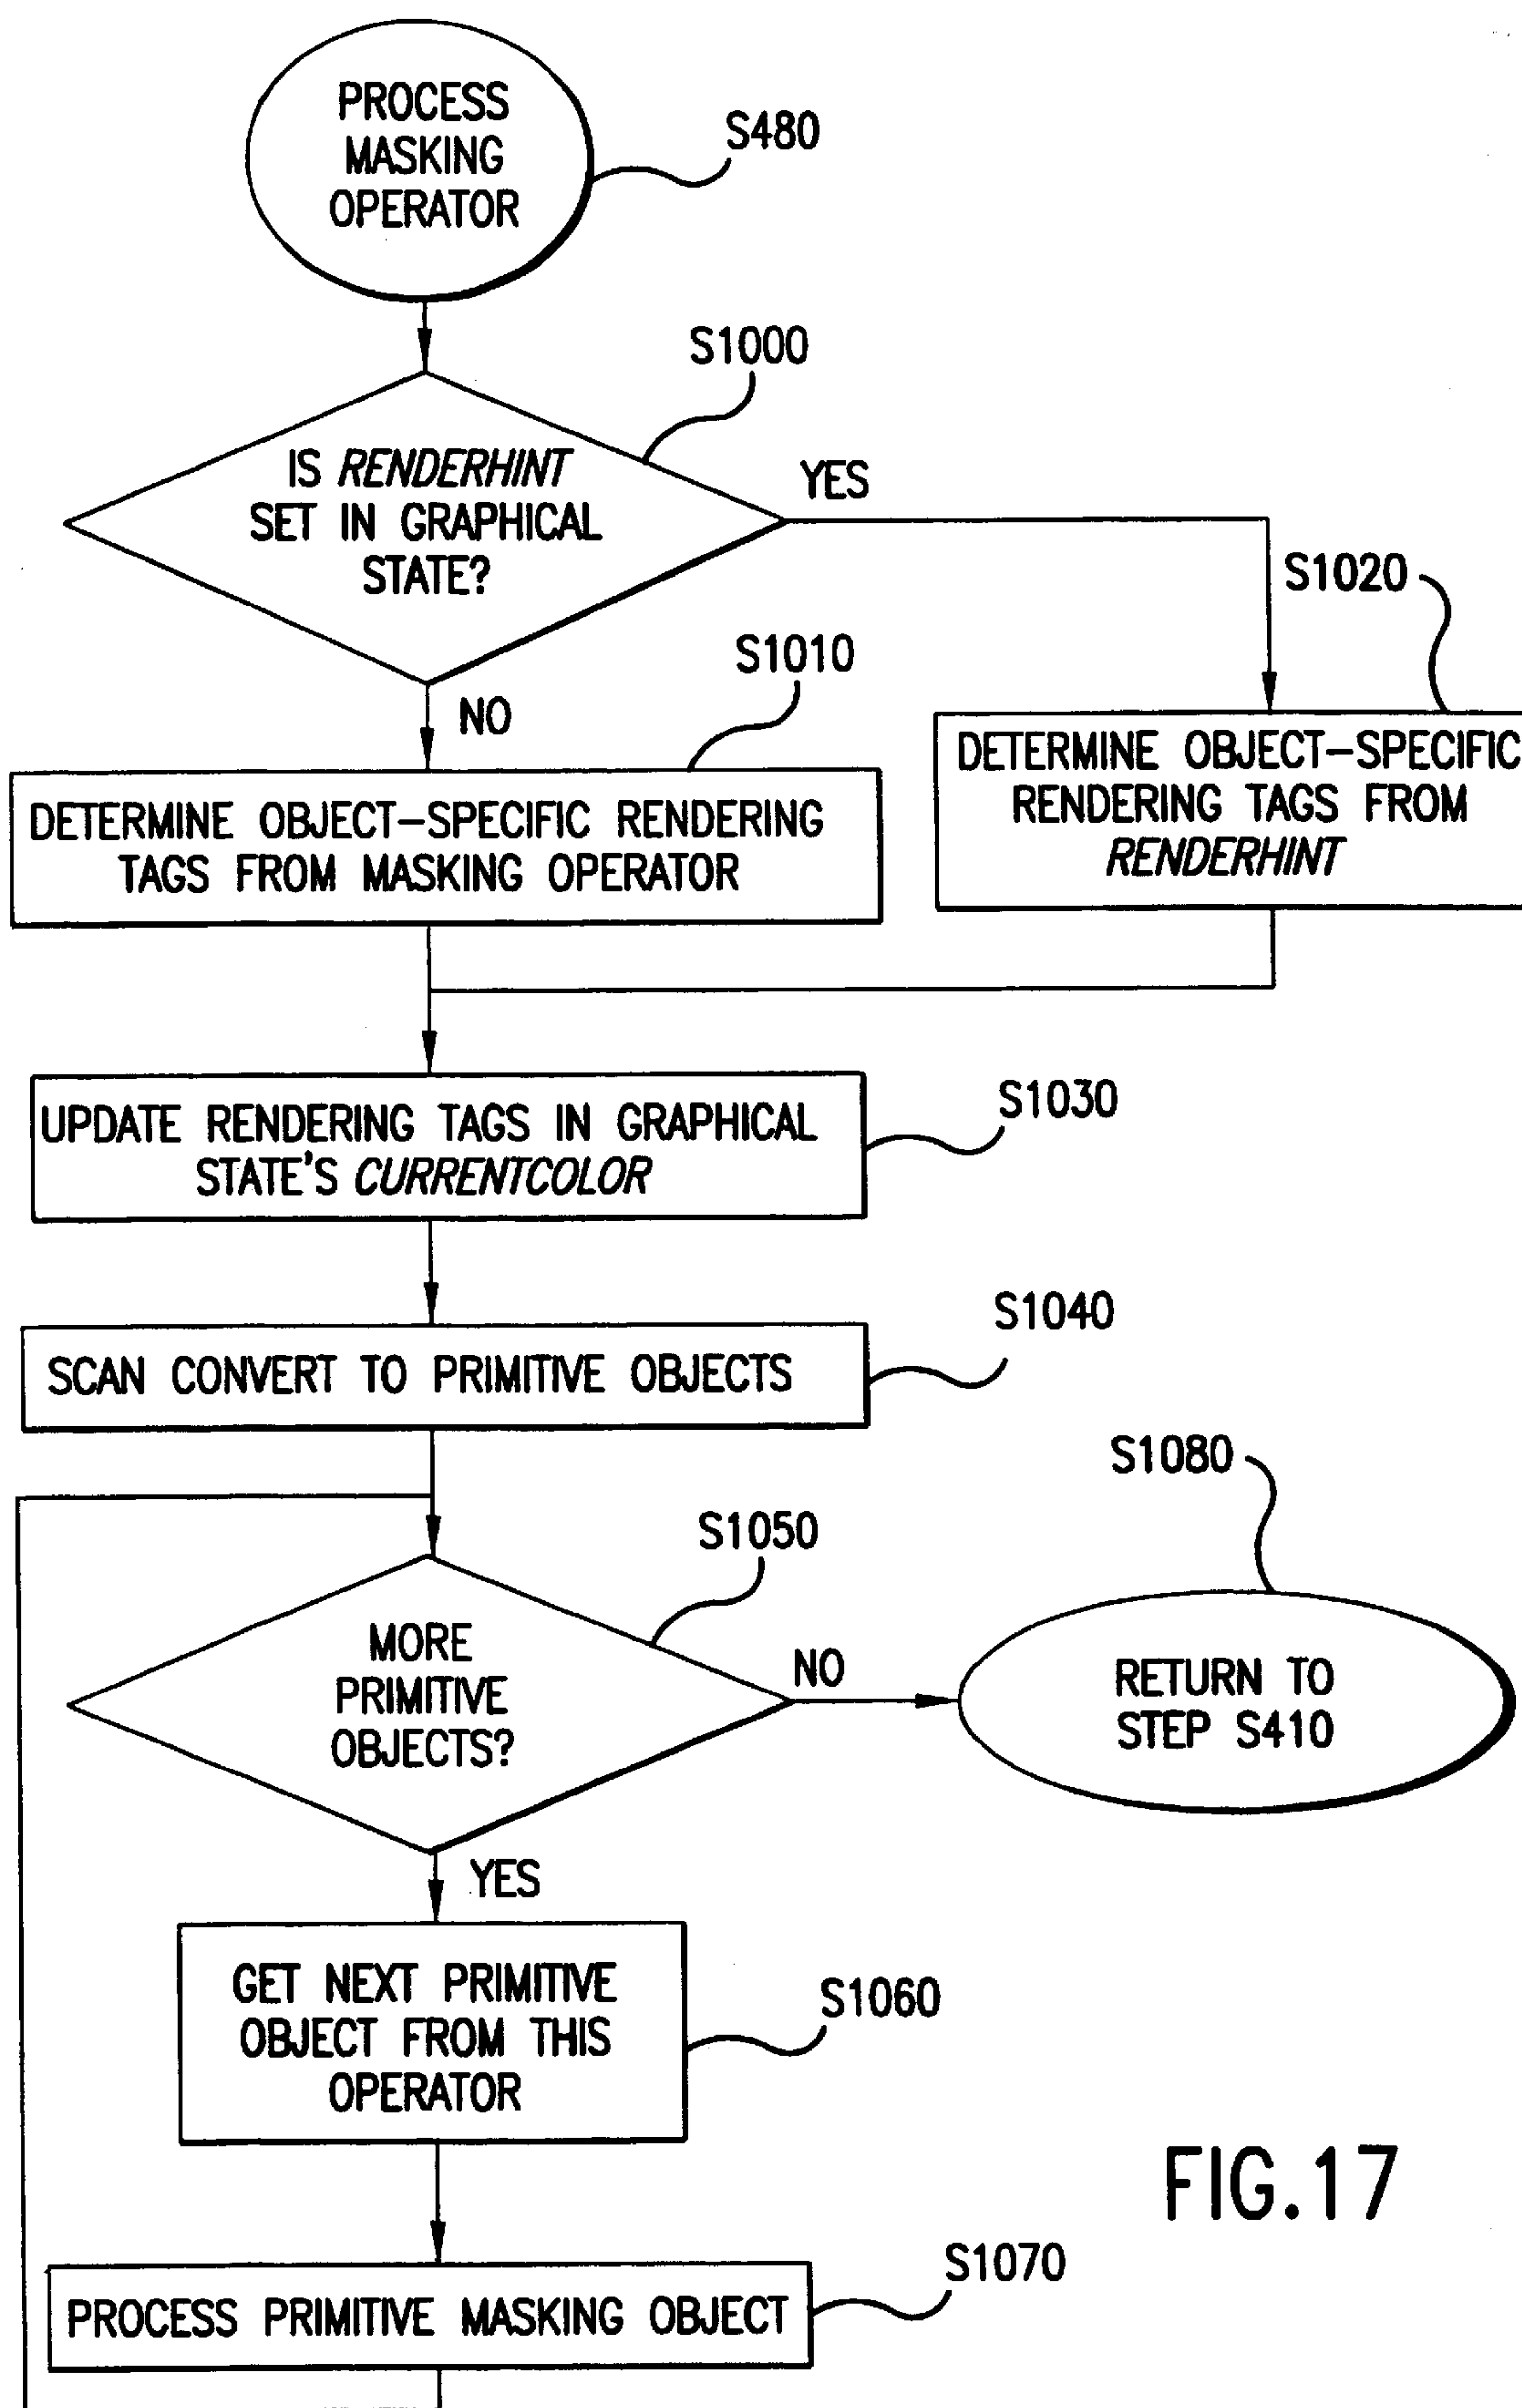 PROCESS
MASKING
OPERATOR
S480
S1000
IS RENDERHINT
SET IN GRAPHICAL
STATE?
YES
S1020
S1010
NO
DETERMINE OBJECT-SPECIFIC
RENDERING TAGS FROM
RENDERHINT
DETERMINE OBJECT-SPECIFIC RENDERING
TAGS FROM MASKING OPERATOR
UPDATE RENDERING TAGS IN GRAPHICAL
STATE'S CURRENTCOLOR
S1030
S1040
SCAN CONVERT TO PRIMITIVE OBJECTS
S1080
S1050
MORE
PRIMITIVE
OBJECTS?
NO
RETURN TO
STEP S410
YES
GET NEXT PRIMITIVE
OBJECT FROM THIS
OPERATOR
S1060
FIG.17
S1070
PROCESS PRIMITIVE MASKING OBJECT